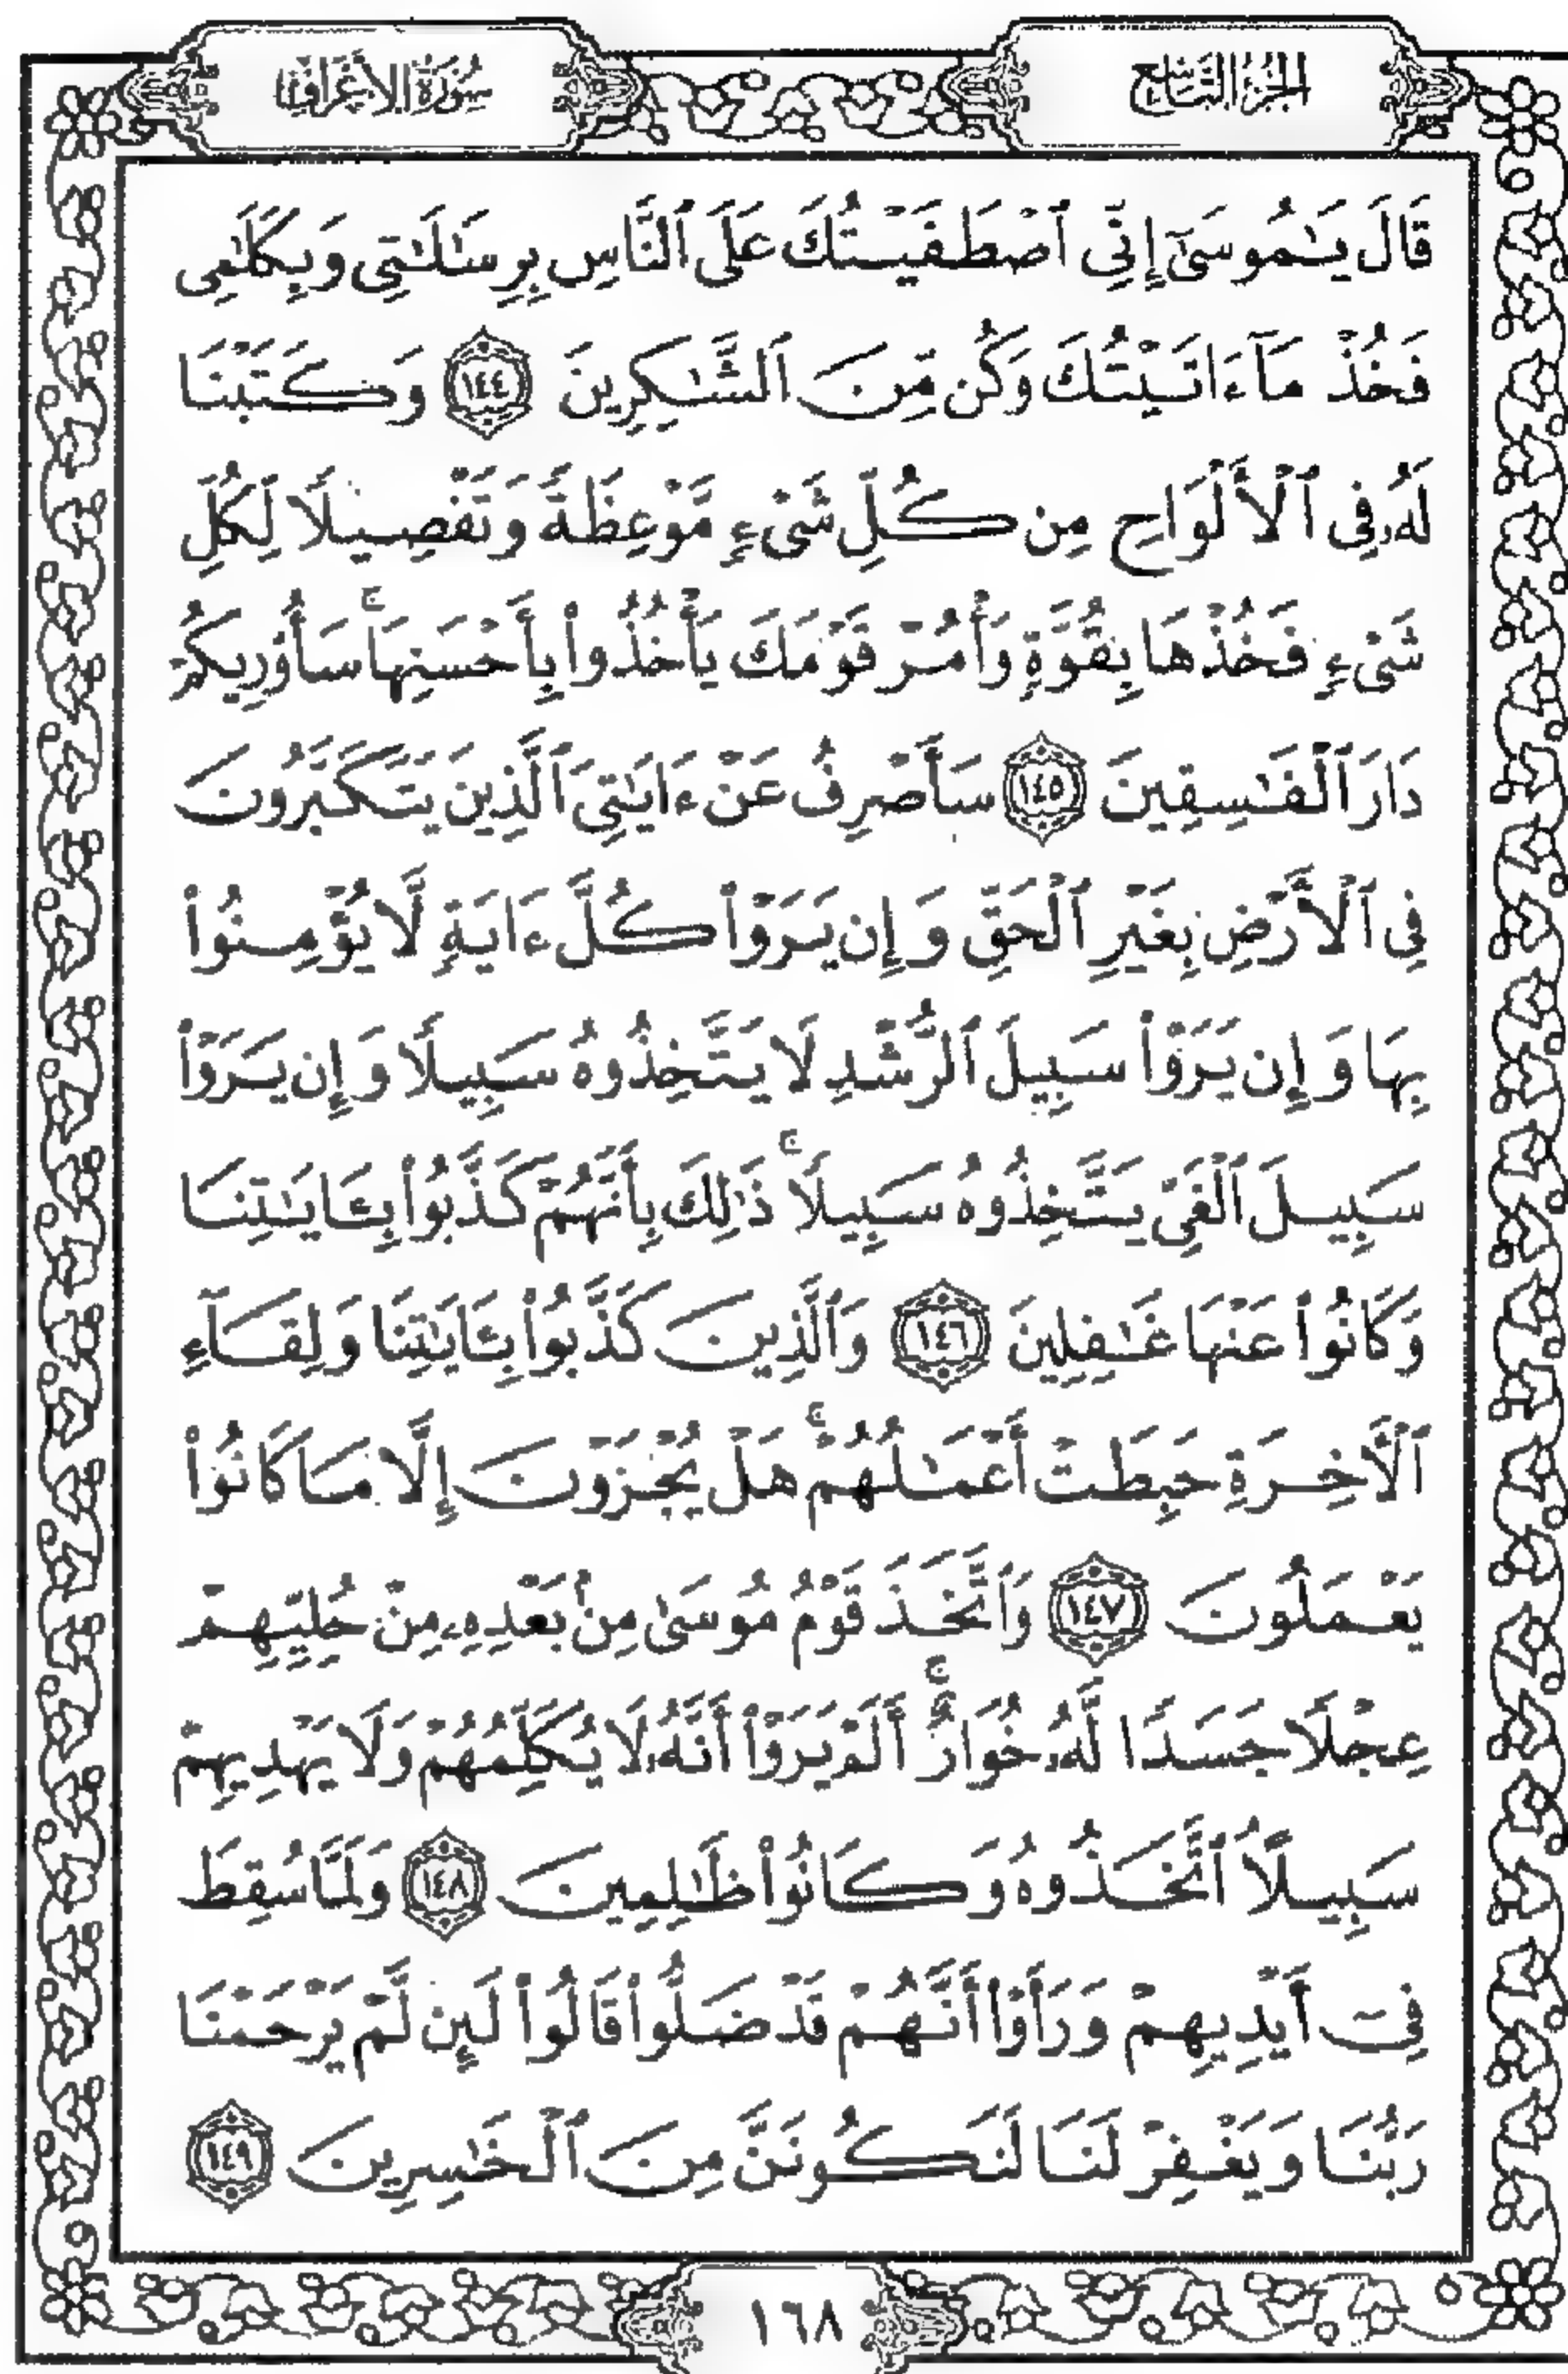 الجزء التاسع
سورة الأعراف
قَالَ يَٰمُوسَىٰٓ إِنِّى ٱصْطَفَيْتُكَ عَلَى ٱلنَّاسِ بِرِسَٰلَٰتِى وَبِكَلَٰمِى
فَخُذْ مَآ ءَاتَيْتُكَ وَكُن مِّنَ ٱلشَّٰكِرِينَ ١٤٤ وَكَتَبْنَا
لَهُۥ فِى ٱلْأَلْوَاحِ مِن كُلِّ شَىْءٍ مَّوْعِظَةً وَتَفْصِيلًا لِّكُلِّ
شَىْءٍ فَخُذْهَا بِقُوَّةٍ وَأْمُرْ قَوْمَكَ يَأْخُذُوا۟ بِأَحْسَنِهَا ۚ سَأُو۟رِيكُمْ
دَارَ ٱلْفَٰسِقِينَ ١٤٥ سَأَصْرِفُ عَنْ ءَايَٰتِىَ ٱلَّذِينَ يَتَكَبَّرُونَ
فِى ٱلْأَرْضِ بِغَيْرِ ٱلْحَقِّ وَإِن يَرَوْا۟ كُلَّ ءَايَةٍ لَّا يُؤْمِنُوا۟
بِهَا وَإِن يَرَوْا۟ سَبِيلَ ٱلرُّشْدِ لَا يَتَّخِذُوهُ سَبِيلًا وَإِن يَرَوْا۟
سَبِيلَ ٱلْغَىِّ يَتَّخِذُوهُ سَبِيلًا ۚ ذَٰلِكَ بِأَنَّهُمْ كَذَّبُوا۟ بِـَٔايَٰتِنَا
وَكَانُوا۟ عَنْهَا غَٰفِلِينَ ١٤٦ وَٱلَّذِينَ كَذَّبُوا۟ بِـَٔايَٰتِنَا وَلِقَآءِ
ٱلْـَٔاخِرَةِ حَبِطَتْ أَعْمَٰلُهُمْ ۚ هَلْ يُجْزَوْنَ إِلَّا مَا كَانُوا۟
يَعْمَلُونَ ١٤٧ وَٱتَّخَذَ قَوْمُ مُوسَىٰ مِنۢ بَعْدِهِۦ مِنْ حُلِيِّهِمْ
عِجْلًا جَسَدًا لَّهُۥ خُوَارٌ ۚ أَلَمْ يَرَوْا۟ أَنَّهُۥ لَا يُكَلِّمُهُمْ وَلَا يَهْدِيهِمْ
سَبِيلًا ٱتَّخَذُوهُ وَكَانُوا۟ ظَٰلِمِينَ ١٤٨ وَلَمَّا سُقِطَ
فِىٓ أَيْدِيهِمْ وَرَأَوْا۟ أَنَّهُمْ قَدْ ضَلُّوا۟ قَالُوا۟ لَئِن لَّمْ يَرْحَمْنَا
رَبُّنَا وَيَغْفِرْ لَنَا لَنَكُونَنَّ مِنَ ٱلْخَٰسِرِينَ ١٤٩
١٦٨